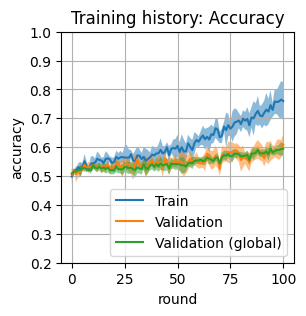 Training history: Accuracy
accuracy
1.0
0.9
0.8
0.7
0.6
0.5
0.4
0.3
0.2
Train
Validation
Validation (global)
0 25 50 75 100
round